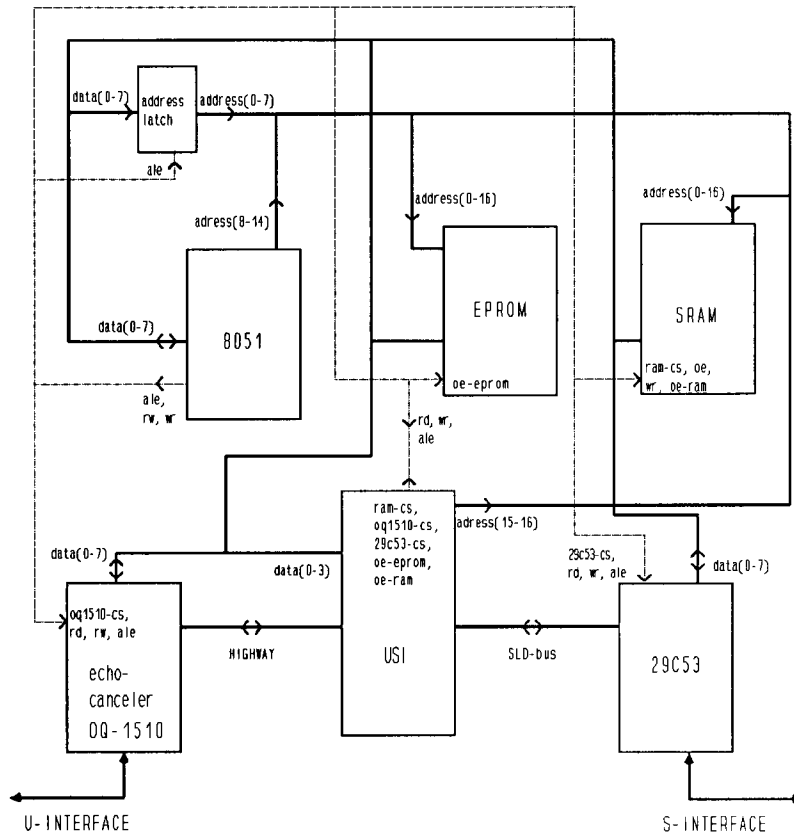 data(0-7)
address
latch
address(0-7)
ale
adress(8-14)
address(0-16)
address(0-16)
8051
EPROM
oe-eprom
SRAM
ram-cs, oe,
wr, oe-ram
data(0-7)
ale,
rw, wr
rd, wr,
ale
ram-cs,
oq1510-cs,
29c53-cs,
oe-eprom,
oe-ram
USI
adress(15-16)
data(0-7)
data(0-3)
29c53-cs,
rd, wr, ale
data(0-7)
oq1510-cs,
rd, rw, ale
echo-
canceler
OQ-1510
HIGHWAY
SLD-bus
29C53
U-INTERFACE
S-INTERFACE